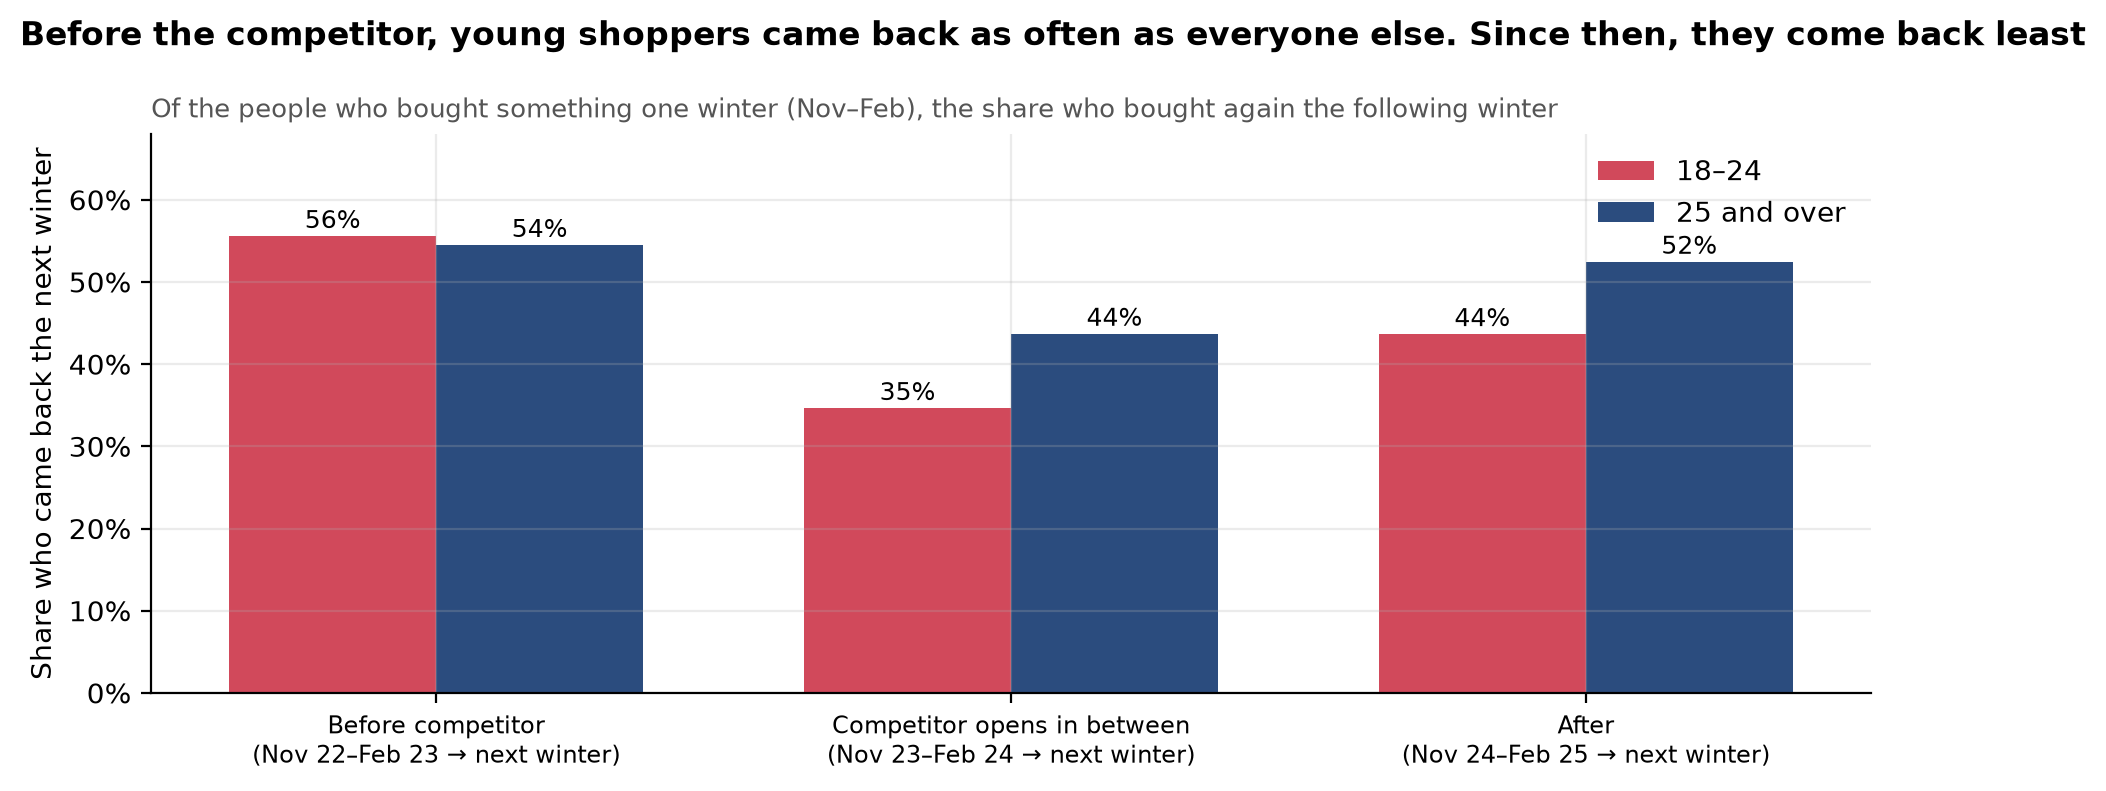 Before the competitor, young shoppers came back as often as everyone else. Since then, they come back least
Of the people who bought something one winter (Nov–Feb), the share who bought again the following winter
Share who came back the next winter
60%
50%
40%
30%
20%
10%
0%
18–24
25 and over
56%
54%
35%
44%
44%
52%
Before competitor
(Nov 22–Feb 23 → next winter)
Competitor opens in between
(Nov 23–Feb 24 → next winter)
After
(Nov 24–Feb 25 → next winter)